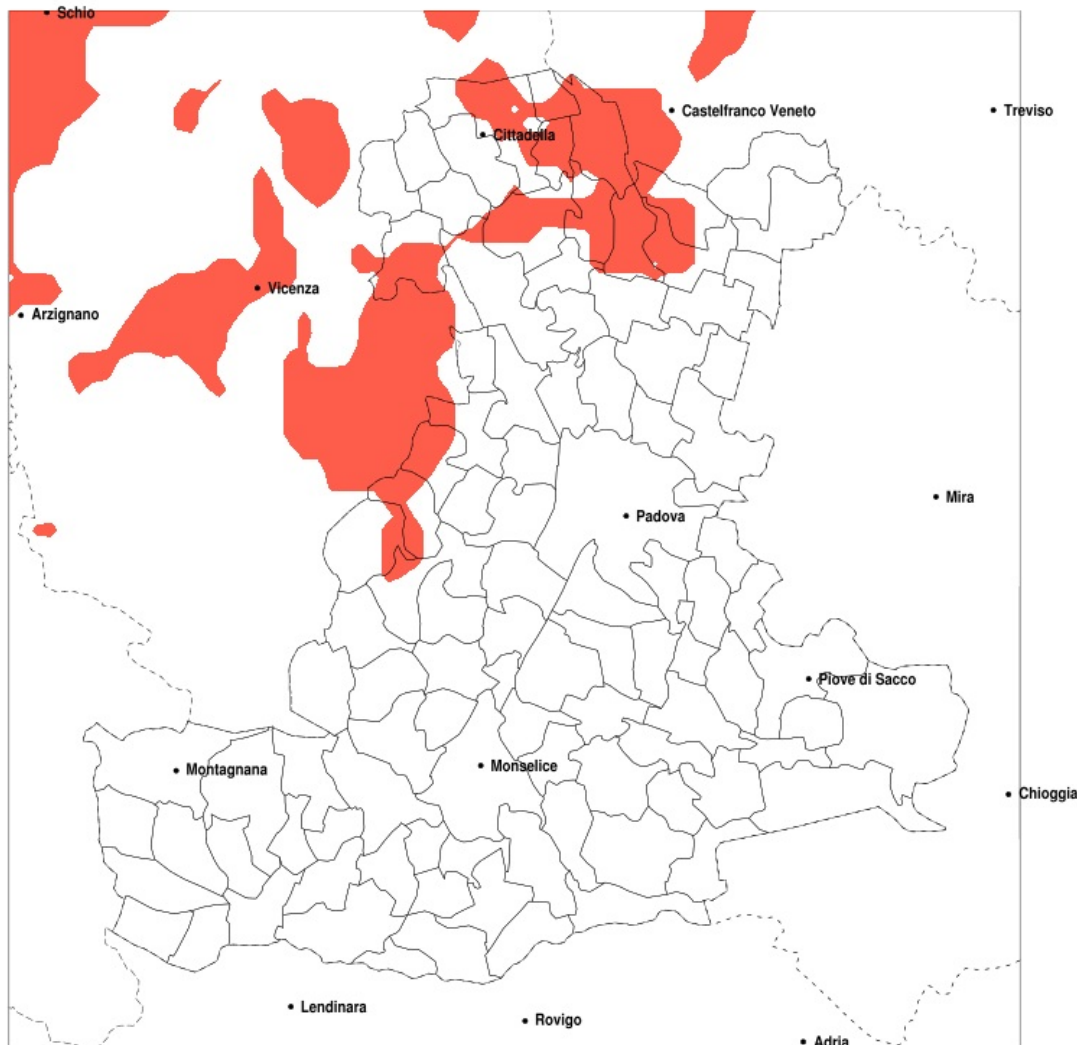 Schio
Castelfranco Veneto
Treviso
Cittadella
Vicenza
Arzignano
Mira
Padova
Piove di Sacco
Montagnana
Monselice
Chioggia
Lendinara
Rovigo
Adria